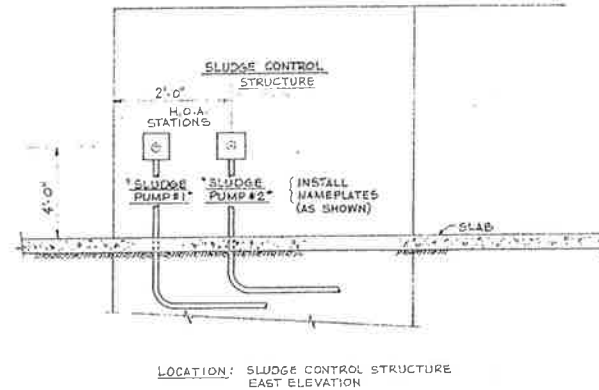 SLUDGE CONTROL
STRUCTURE
2'-0"
H.O.A.
STATIONS
4'-0"
"SLUDGE
PUMP#1"
"SLUDGE
PUMP#2"
INSTALL
NAMEPLATES
(AS SHOWN)
SLAB
LOCATION: SLUDGE CONTROL STRUCTURE
EAST ELEVATION